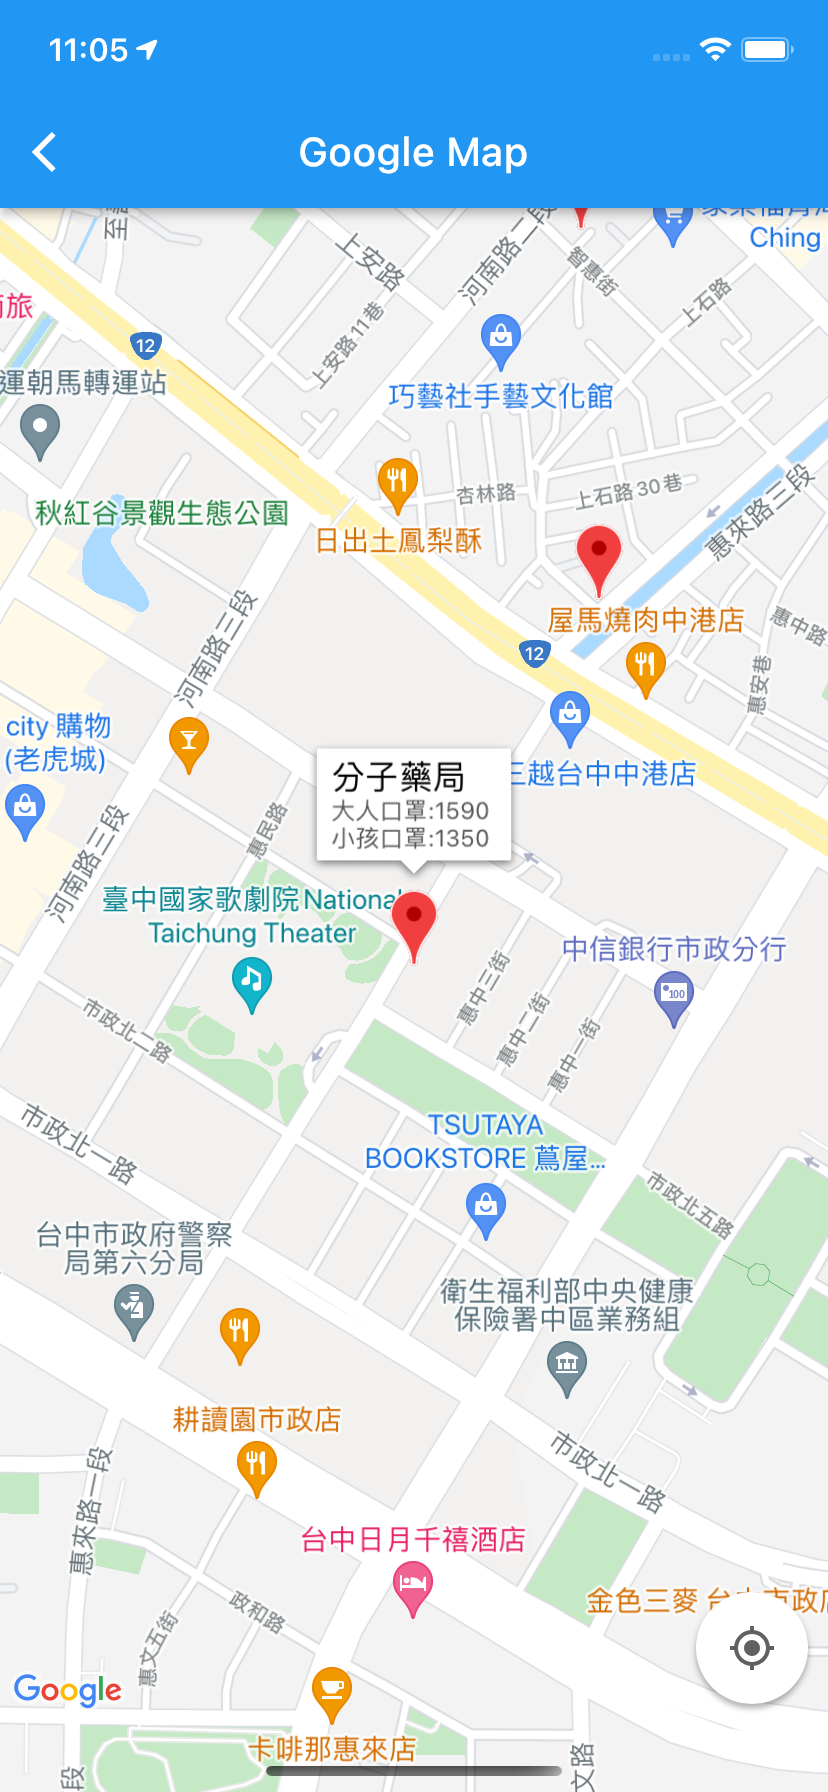 11:05
Google Map
Ching
上安路
河南路二段
智惠街
上石路
上安路11巷
12
巧藝社手藝文化館
運朝馬轉運站
杏林路
上石路30巷
秋紅谷景觀生態公園
日出土鳳梨酥
惠來路三段
屋馬燒肉中港店
惠中路
12
惠安巷
河南路三段
city 購物
(老虎城)
三越台中中港店
分子藥局
大人口罩:1590
小孩口罩:1350
惠民路
河南路三段
臺中國家歌劇院 National
Taichung Theater
中信銀行市政分行
100
惠中三街
惠中二街
惠中一街
市政北二路
TSUTAYA
BOOKSTORE 蔦屋...
市政北一路
市政北五路
台中市政府警察
局第六分局
衛生福利部中央健康
保險署中區業務組
耕讀園市政店
市政北一路
惠來路一段
台中日月千禧酒店
金色三麥
政和路
惠文五街
Google
卡啡那惠來店
文路
段